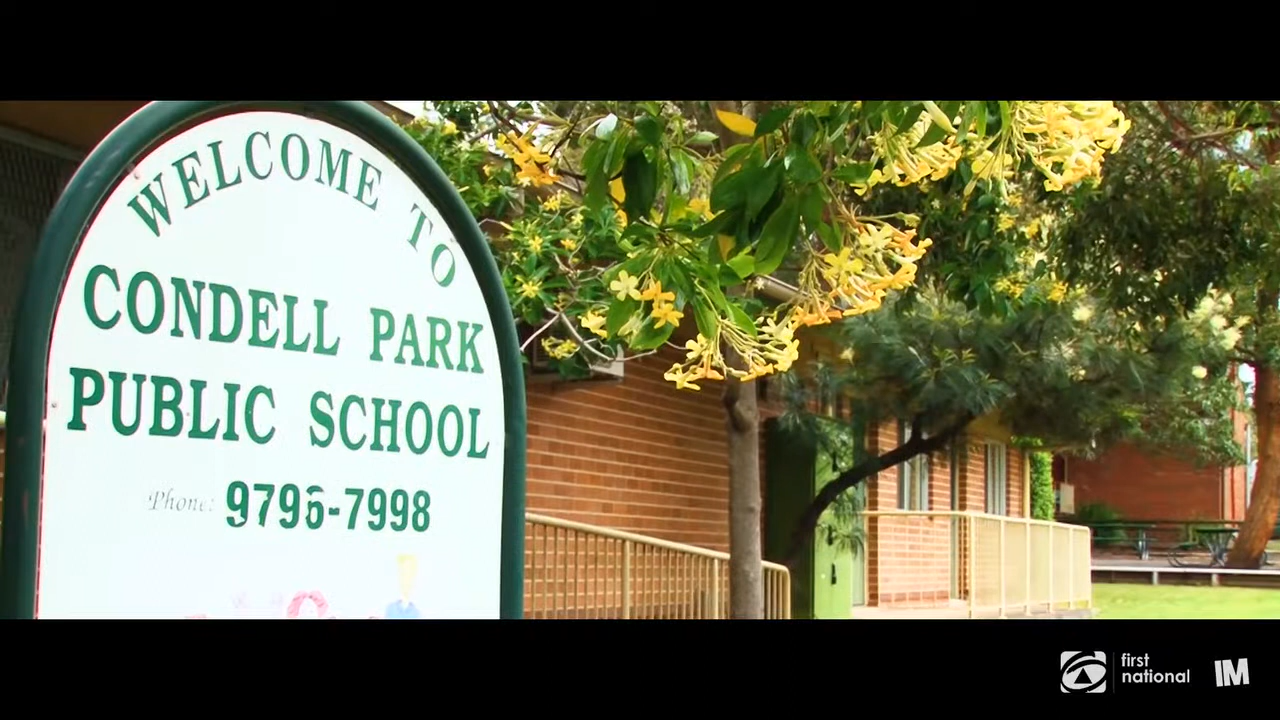 WELCOME TO
CONDELL PARK
PUBLIC SCHOOL
Phone: 9796-7998
first
national
IM